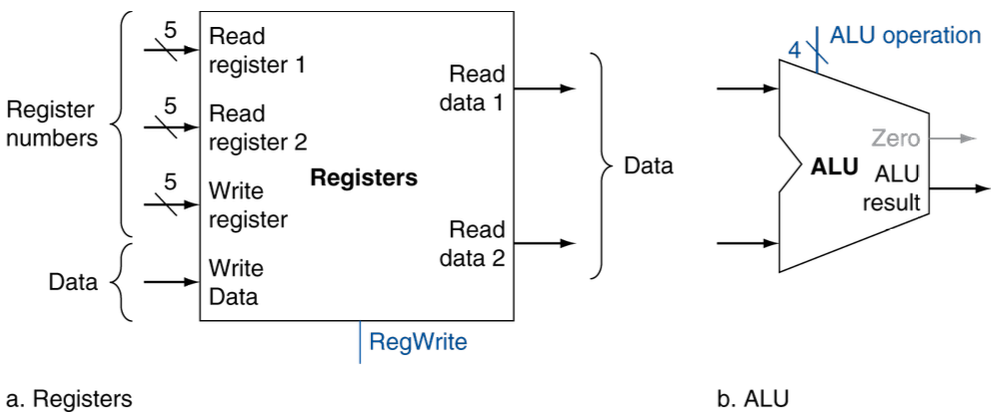 Register
numbers
5
Read
register 1
5
Read
register 2
5
Write
register
Data
Write
Data
Registers
Read
data 1
Read
data 2
Data
RegWrite
4
ALU operation
Zero
ALU
ALU
result
a. Registers
b. ALU